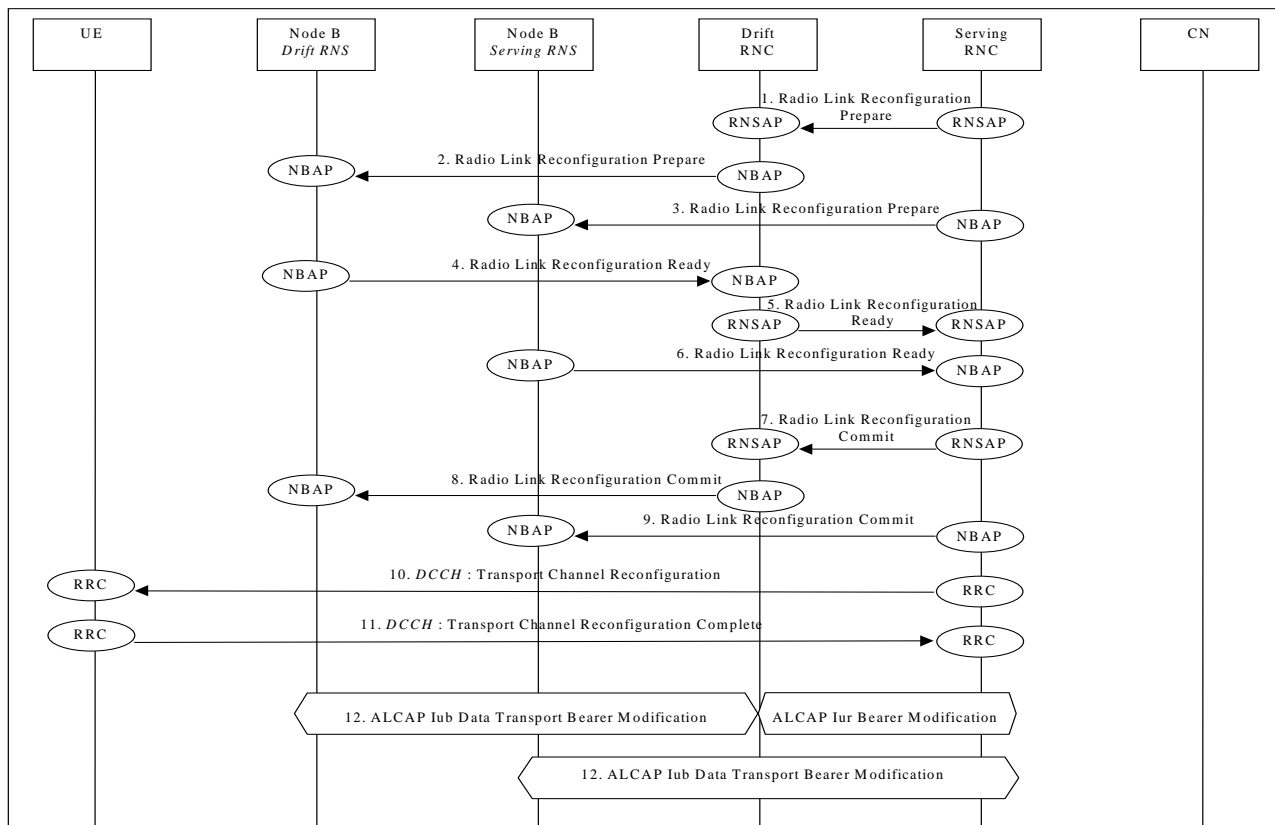 UE
Node B
Drift RNS
Node B
Serving RNS
Drift
RNC
Serving
RNC
CN
1. Radio Link Reconfiguration
Prepare
RNSAP
RNSAP
2. Radio Link Reconfiguration Prepare
NBAP
NBAP
3. Radio Link Reconfiguration Prepare
NBAP
NBAP
4. Radio Link Reconfiguration Ready
NBAP
NBAP
5. Radio Link Reconfiguration
Ready
RNSAP
RNSAP
6. Radio Link Reconfiguration Ready
NBAP
NBAP
7. Radio Link Reconfiguration
Commit
RNSAP
RNSAP
8. Radio Link Reconfiguration Commit
NBAP
NBAP
9. Radio Link Reconfiguration Commit
NBAP
NBAP
10. DCCH : Transport Channel Reconfiguration
RRC
RRC
11. DCCH : Transport Channel Reconfiguration Complete
RRC
RRC
12. ALCAP Iub Data Transport Bearer Modification
ALCAP Iur Bearer Modification
12. ALCAP Iub Data Transport Bearer Modification